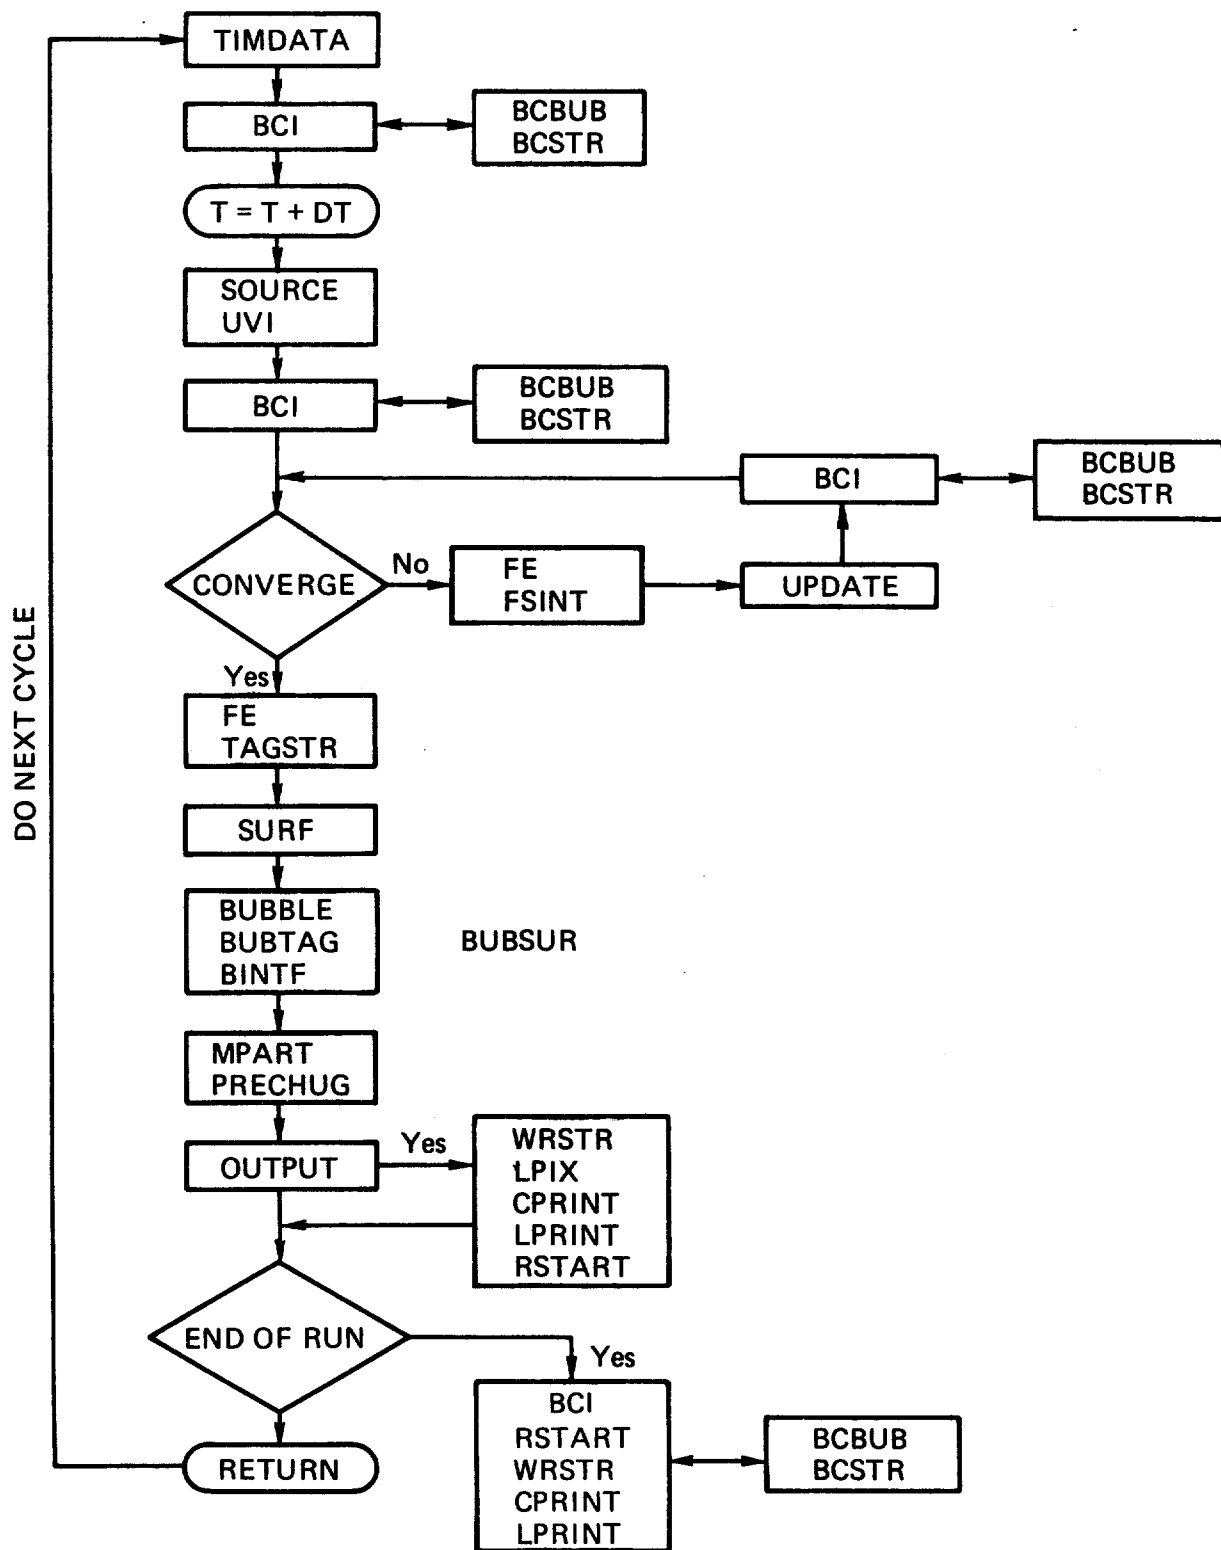 TIMDATA
BCI
BCBUB
BCSTR
T = T + DT
SOURCE
UVI
BCI
BCBUB
BCSTR
BCI
BCBUB
BCSTR
CONVERGE
No
FE
FSINT
UPDATE
DO NEXT CYCLE
Yes
FE
TAGSTR
SURF
BUBBLE
BUBTAG
BINTF
BUBSUR
MPART
PRECHUG
OUTPUT
Yes
WRSTR
LPIX
CPRINT
LPRINT
RSTART
END OF RUN
Yes
BCI
RSTART
WRSTR
CPRINT
LPRINT
BCBUB
BCSTR
RETURN